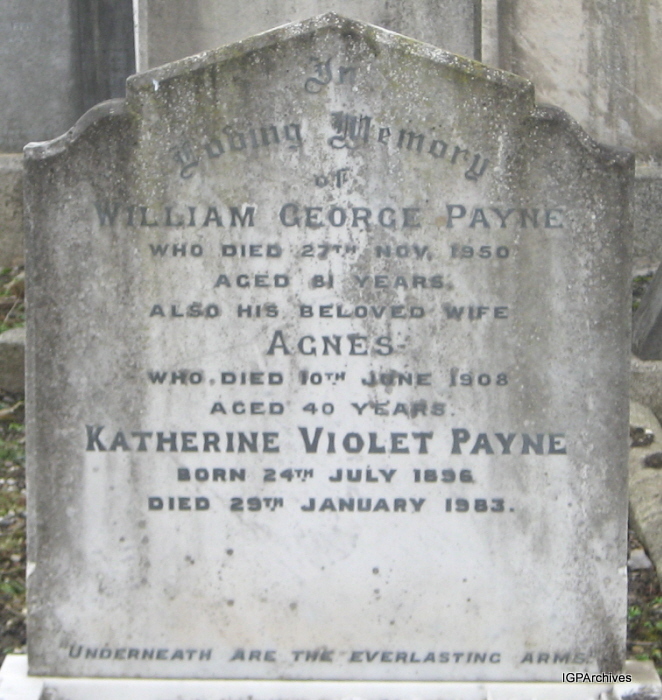 In
Loving Memory
of
WILLIAM GEORGE PAYNE
WHO DIED 27TH NOV. 1950
AGED 81 YEARS.
ALSO HIS BELOVED WIFE
AGNES
WHO DIED 10TH JUNE 1908
AGED 40 YEARS.
KATHERINE VIOLET PAYNE
BORN 24TH JULY 1896
DIED 29TH JANUARY 1983.
"UNDERNEATH ARE THE EVERLASTING ARMS."
IGPArchives